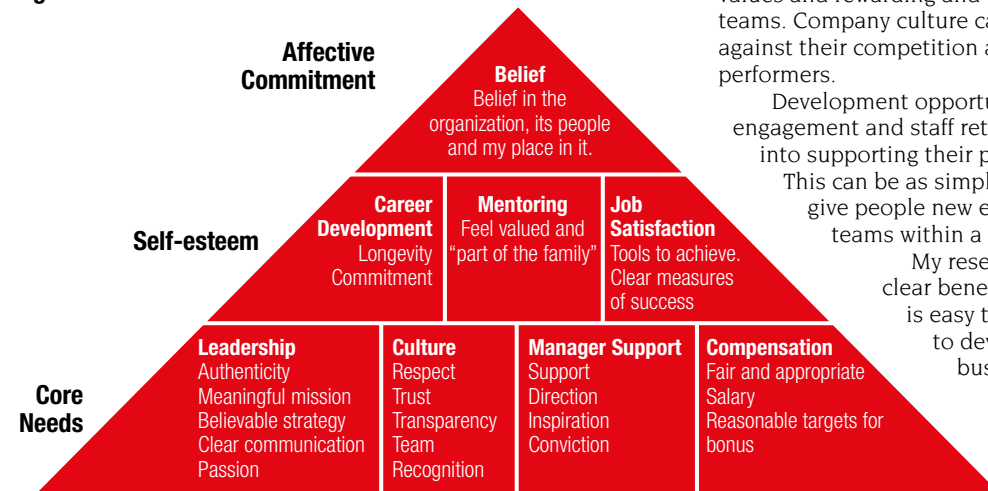 values and rewarding and
teams. Company culture ca
against their competition a
performers.
Development opportu
engagement and staff ret
into supporting their p
This can be as simpl
give people new e
teams within a
My rese
clear bene
is easy t
to de
bus
Affective
Commitment
Belief
Belief in the
organization, its people
and my place in it.
Self-esteem
Career
Development
Longevity
Commitment
Mentoring
Feel valued and
“part of the family”
Job
Satisfaction
Tools to achieve.
Clear measures
of success
Core
Needs
Leadership
Authenticity
Meaningful mission
Believable strategy
Clear communication
Passion
Culture
Respect
Trust
Transparency
Team
Recognition
Manager Support
Support
Direction
Inspiration
Conviction
Compensation
Fair and appropriate
Salary
Reasonable targets for
bonus